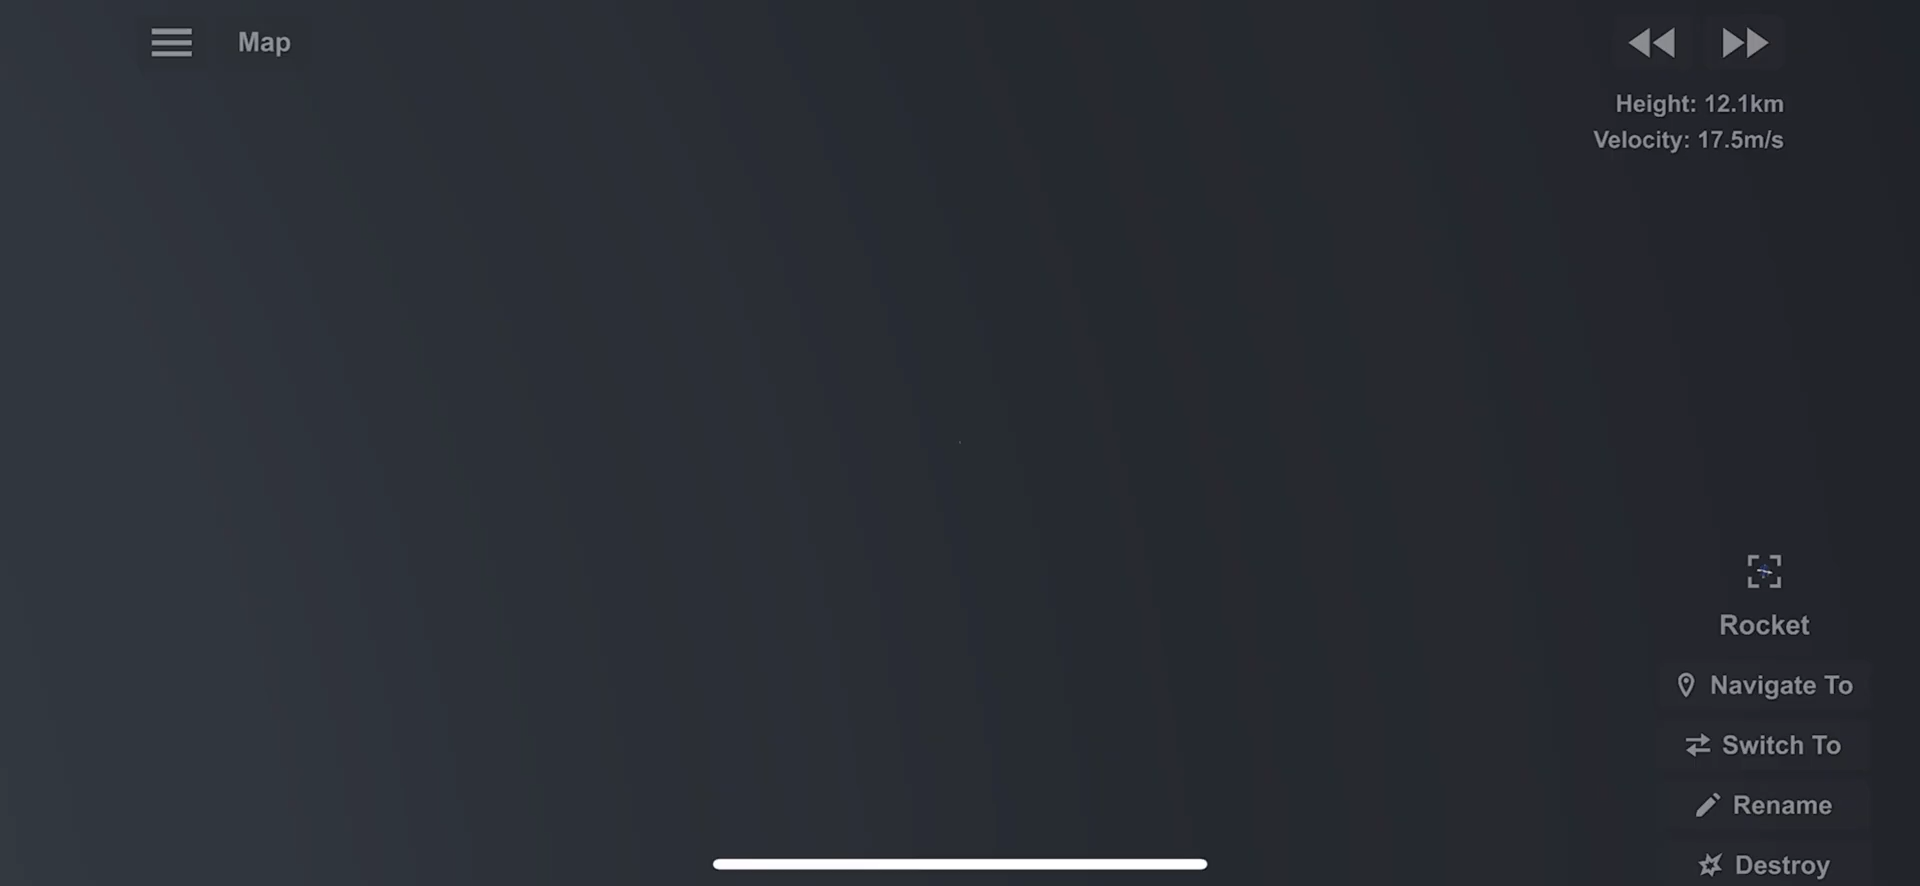 Map
Height: 12.1km
Velocity: 17.5m/s
Rocket
Navigate To
Switch To
Rename
Destroy